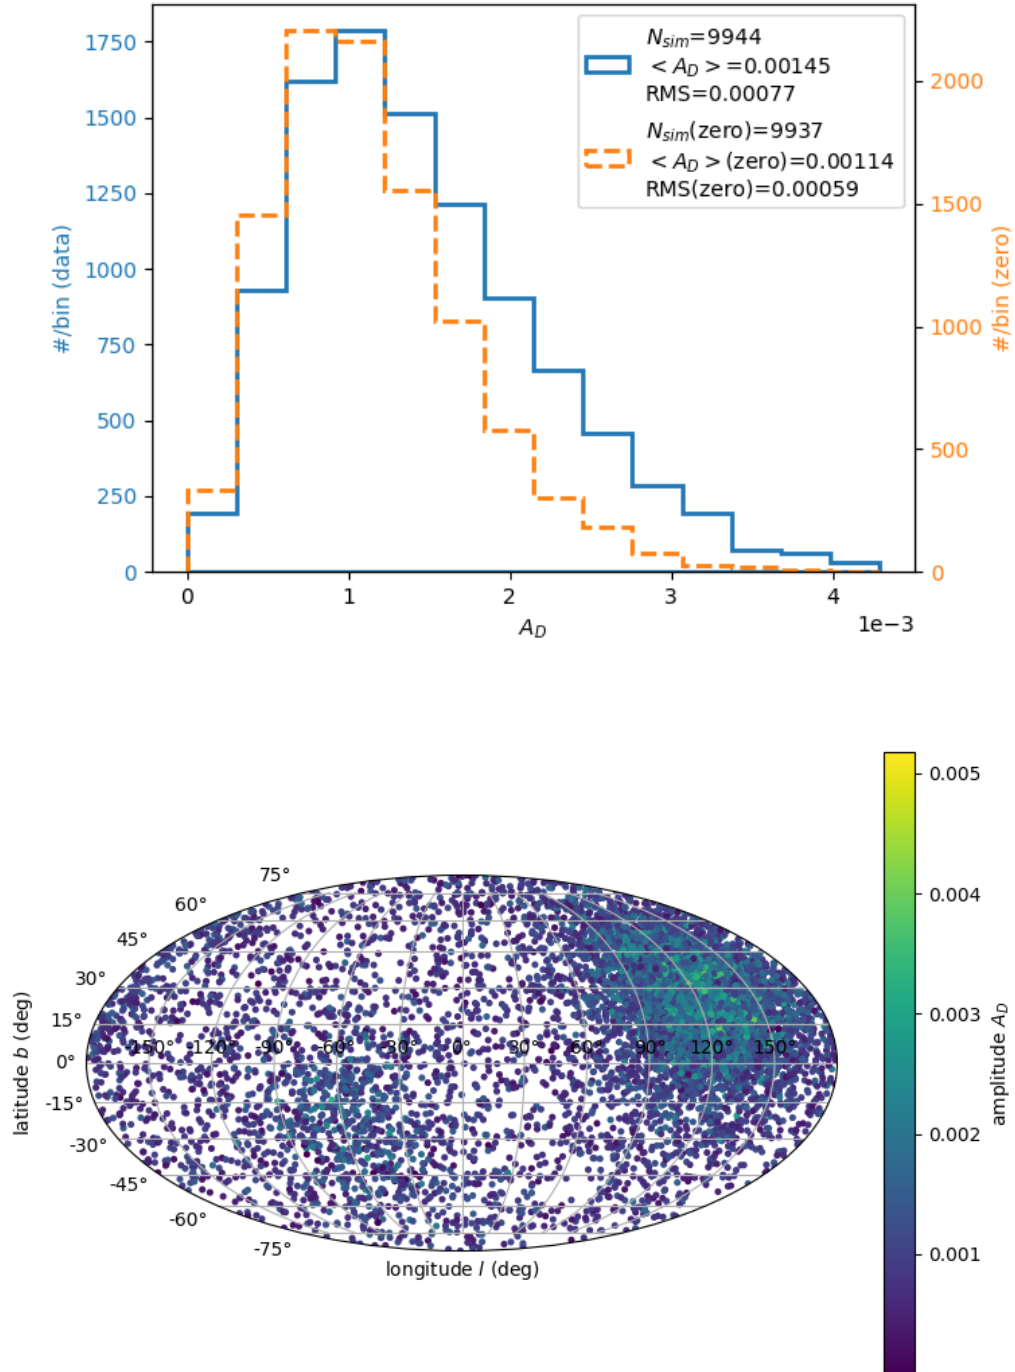 N_sim=9944
<A_D>=0.00145
RMS=0.00077
N_sim(zero)=9937
<A_D>(zero)=0.00114
RMS(zero)=0.00059
1750
1500
1250
1000
750
500
250
0
#/bin (data)
2000
1500
1000
500
0
#/bin (zero)
0 1 2 3 4
1e−3
A_D
75°
60°
45°
30°
15°
0°
-15°
-30°
-45°
-60°
-75°
latitude b (deg)
-150° -120° -90° -60° -30° 0° 30° 60° 90° 120° 150°
longitude l (deg)
0.005
0.004
0.003
0.002
0.001
amplitude A_D